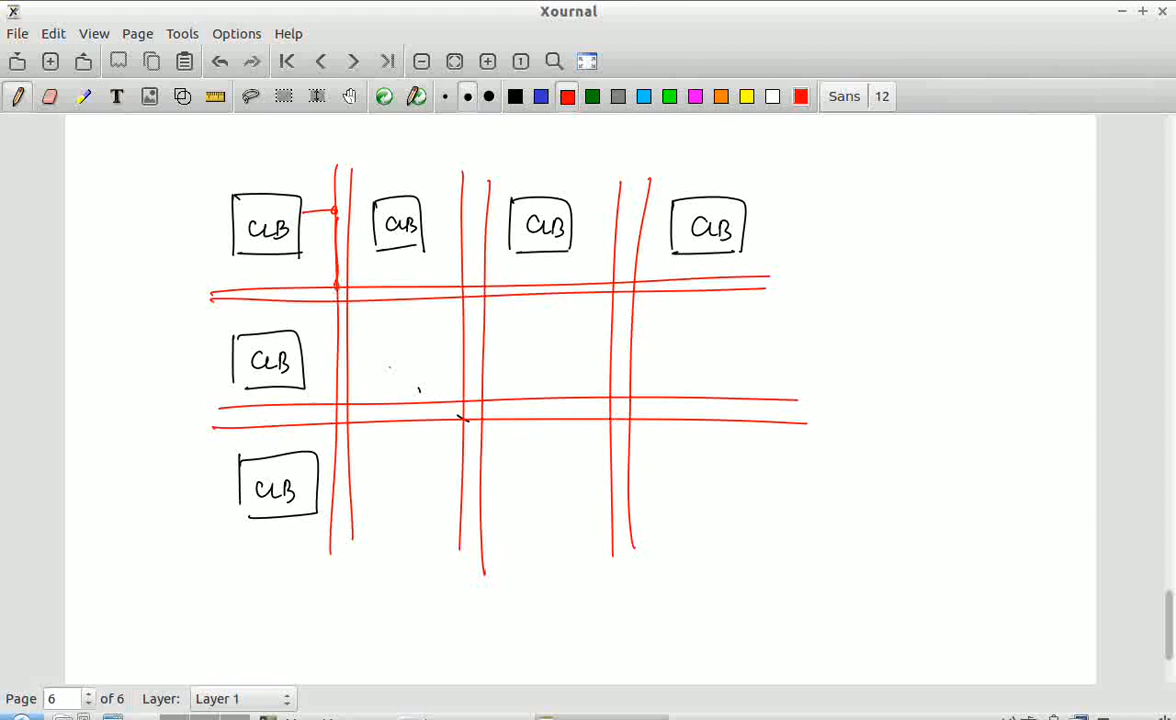 Xournal
File Edit View Page Tools Options Help
Sans 12
CLB CLB CLB CLB
CLB
CLB
Page 6 of 6 Layer: Layer 1